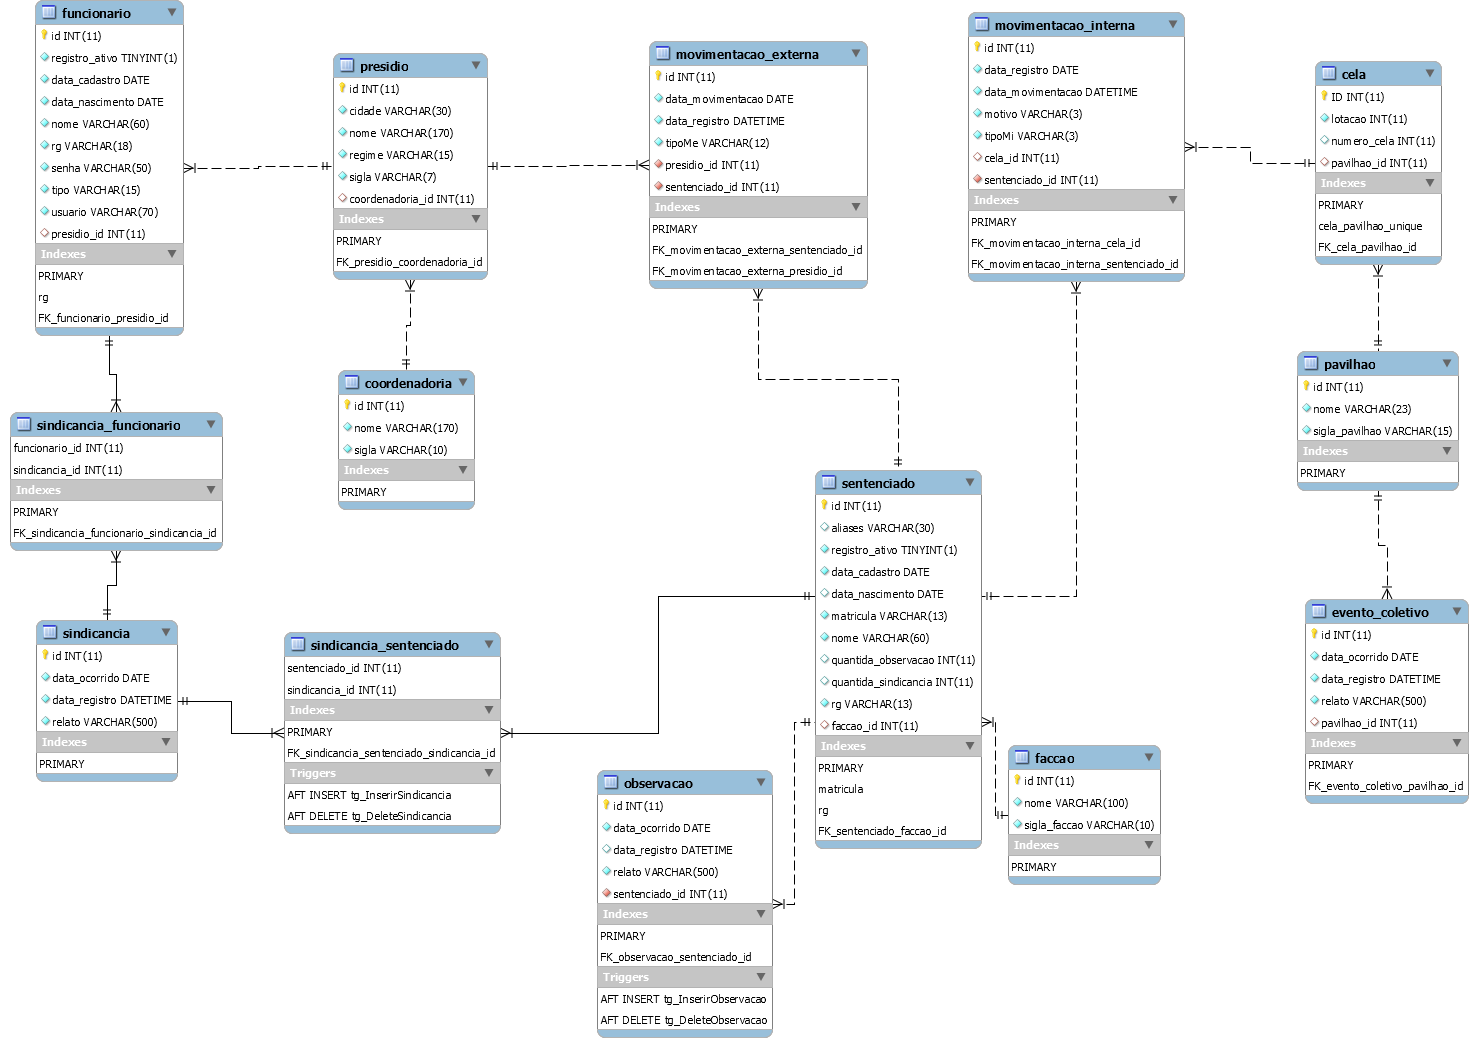 funcionario
id INT(11)
registro_ativo TINYINT(1)
data_cadastro DATE
data_nascimento DATE
nome VARCHAR(60)
rg VARCHAR(18)
senha VARCHAR(50)
tipo VARCHAR(15)
usuario VARCHAR(70)
presidio_id INT(11)
Indexes
PRIMARY
rg
FK_funcionario_presidio_id
presidio
id INT(11)
cidade VARCHAR(30)
nome VARCHAR(170)
regime VARCHAR(15)
sigla VARCHAR(7)
coordenadoria_id INT(11)
Indexes
PRIMARY
FK_presidio_coordenadoria_id
movimentacao_externa
id INT(11)
data_movimentacao DATE
data_registro DATETIME
tipoMe VARCHAR(12)
presidio_id INT(11)
sentenciado_id INT(11)
Indexes
PRIMARY
FK_movimentacao_externa_sentenciado_id
FK_movimentacao_externa_presidio_id
movimentacao_interna
id INT(11)
data_registro DATE
data_movimentacao DATETIME
motivo VARCHAR(3)
tipoMi VARCHAR(3)
cela_id INT(11)
sentenciado_id INT(11)
Indexes
PRIMARY
FK_movimentacao_interna_cela_id
FK_movimentacao_interna_sentenciado_id
cela
ID INT(11)
lotacao INT(11)
numero_cela INT(11)
pavilhao_id INT(11)
Indexes
PRIMARY
cela_pavilhao_unique
FK_cela_pavilhao_id
coordenadoria
id INT(11)
nome VARCHAR(170)
sigla VARCHAR(10)
Indexes
PRIMARY
pavilhao
id INT(11)
nome VARCHAR(23)
sigla_pavilhao VARCHAR(15)
Indexes
PRIMARY
sindicancia_funcionario
funcionario_id INT(11)
sindicancia_id INT(11)
Indexes
PRIMARY
FK_sindicancia_funcionario_sindicancia_id
sentenciado
id INT(11)
aliases VARCHAR(30)
registro_ativo TINYINT(1)
data_cadastro DATE
data_nascimento DATE
matricula VARCHAR(13)
nome VARCHAR(60)
quantida_observacao INT(11)
quantida_sindicancia INT(11)
rg VARCHAR(13)
faccao_id INT(11)
Indexes
PRIMARY
matricula
rg
FK_sentenciado_faccao_id
sindicancia
id INT(11)
data_ocorrido DATE
data_registro DATETIME
relato VARCHAR(500)
Indexes
PRIMARY
sindicancia_sentenciado
sentenciado_id INT(11)
sindicancia_id INT(11)
Indexes
PRIMARY
FK_sindicancia_sentenciado_sindicancia_id
Triggers
AFT INSERT tg_InserirSindicancia
AFT DELETE tg_DeleteSindicancia
evento_coletivo
id INT(11)
data_ocorrido DATE
data_registro DATETIME
relato VARCHAR(500)
pavilhao_id INT(11)
Indexes
PRIMARY
FK_evento_coletivo_pavilhao_id
observacao
id INT(11)
data_ocorrido DATE
data_registro DATETIME
relato VARCHAR(500)
sentenciado_id INT(11)
Indexes
PRIMARY
FK_observacao_sentenciado_id
Triggers
AFT INSERT tg_InserirObservacao
AFT DELETE tg_DeleteObservacao
faccao
id INT(11)
nome VARCHAR(100)
sigla_faccao VARCHAR(10)
Indexes
PRIMARY